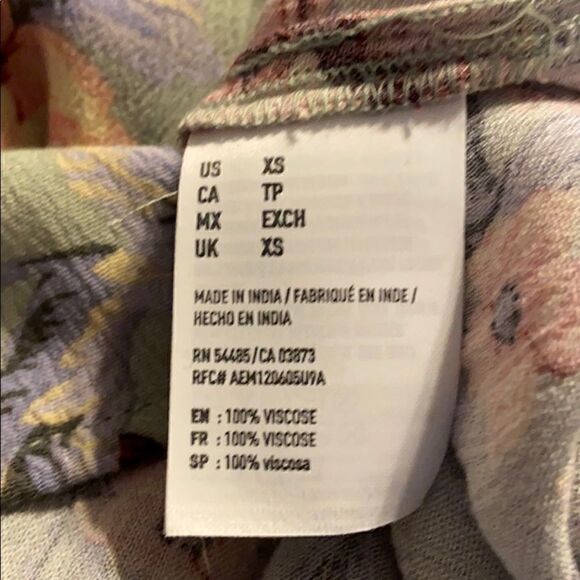 US XS
CA TP
MX EXCH
UK XS
MADE IN INDIA / FABRIQUÉ EN INDE /
HECHO EN INDIA
RN 54485/CA 03873
RFC# AEM120605U9A
EN : 100% VISCOSE
FR : 100% VISCOSE
SP : 100% viscosa